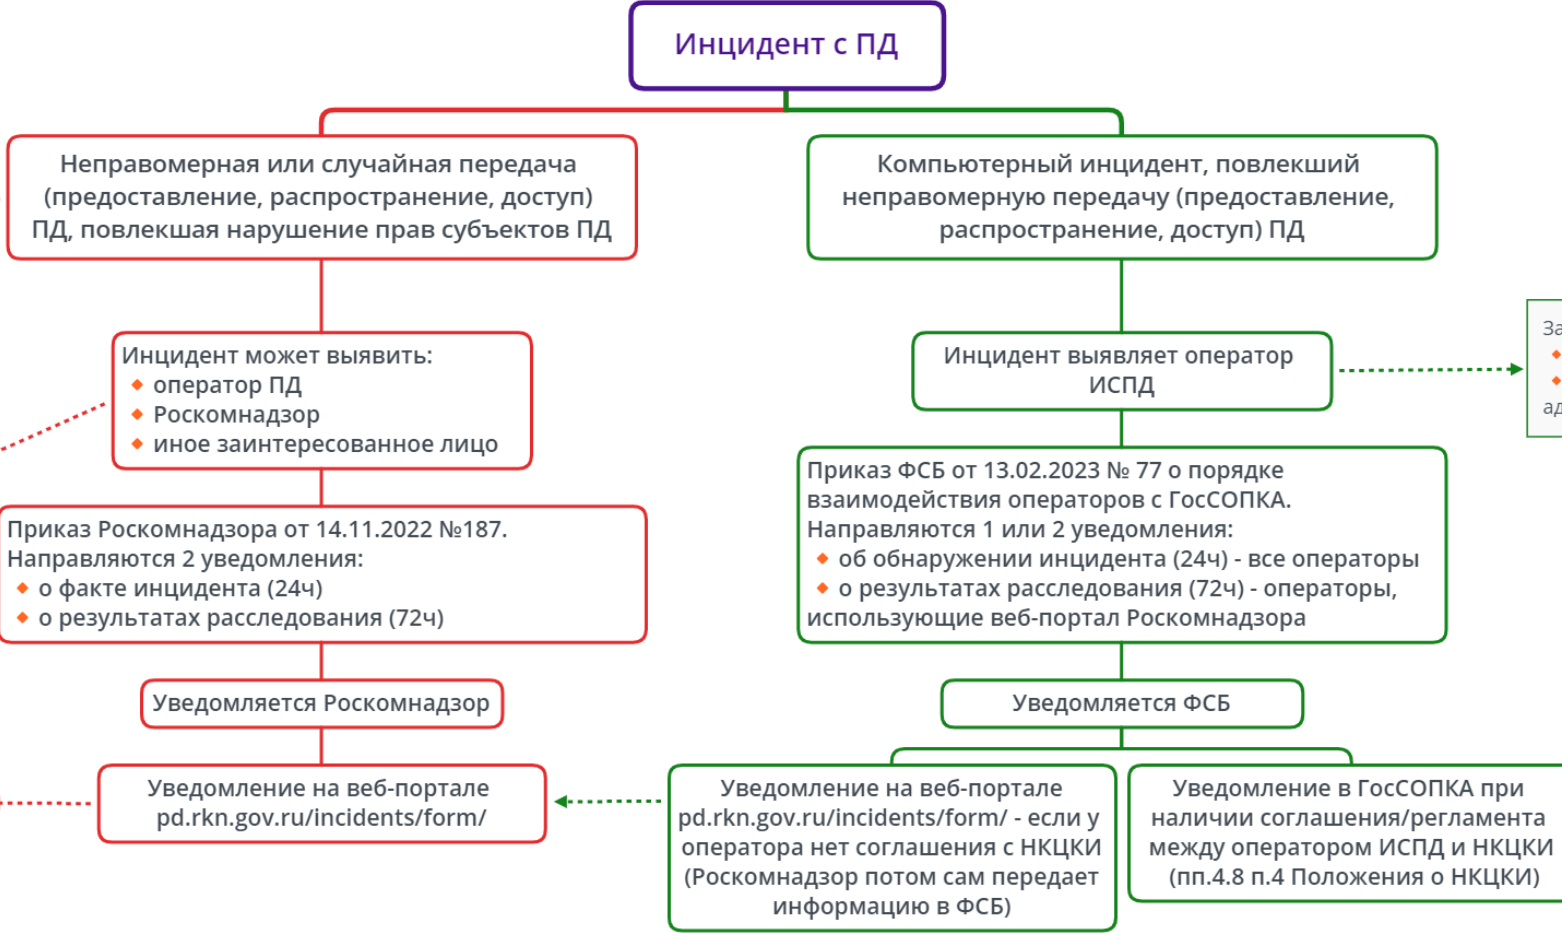 Инцидент с ПД
Неправомерная или случайная передача
(предоставление, распространение, доступ)
ПД, повлекшая нарушение прав субъектов ПД
Инцидент может выявить:
оператор ПД
Роскомнадзор
иное заинтересованное лицо
Приказ Роскомнадзора от 14.11.2022 №187.
Направляются 2 уведомления:
о факте инцидента (24ч)
о результатах расследования (72ч)
Уведомляется Роскомнадзор
Уведомление на веб-портале
pd.rkn.gov.ru/incidents/form/
Компьютерный инцидент, повлекший
неправомерную передачу (предоставление,
распространение, доступ) ПД
Инцидент выявляет оператор
ИСПД
Приказ ФСБ от 13.02.2023 № 77 о порядке
взаимодействия операторов с ГосСОПКА.
Направляются 1 или 2 уведомления:
об обнаружении инцидента (24ч) - все операторы
о результатах расследования (72ч) - операторы,
использующие веб-портал Роскомнадзора
Уведомляется ФСБ
Уведомление на веб-портале
pd.rkn.gov.ru/incidents/form/ - если у
оператора нет соглашения с НКЦКИ
(Роскомнадзор потом сам передает
информацию в ФСБ)
Уведомление в ГосСОПКА при
наличии соглашения/регламента
между оператором ИСПД и НКЦКИ
(пп.4.8 п.4 Положения о НКЦКИ)